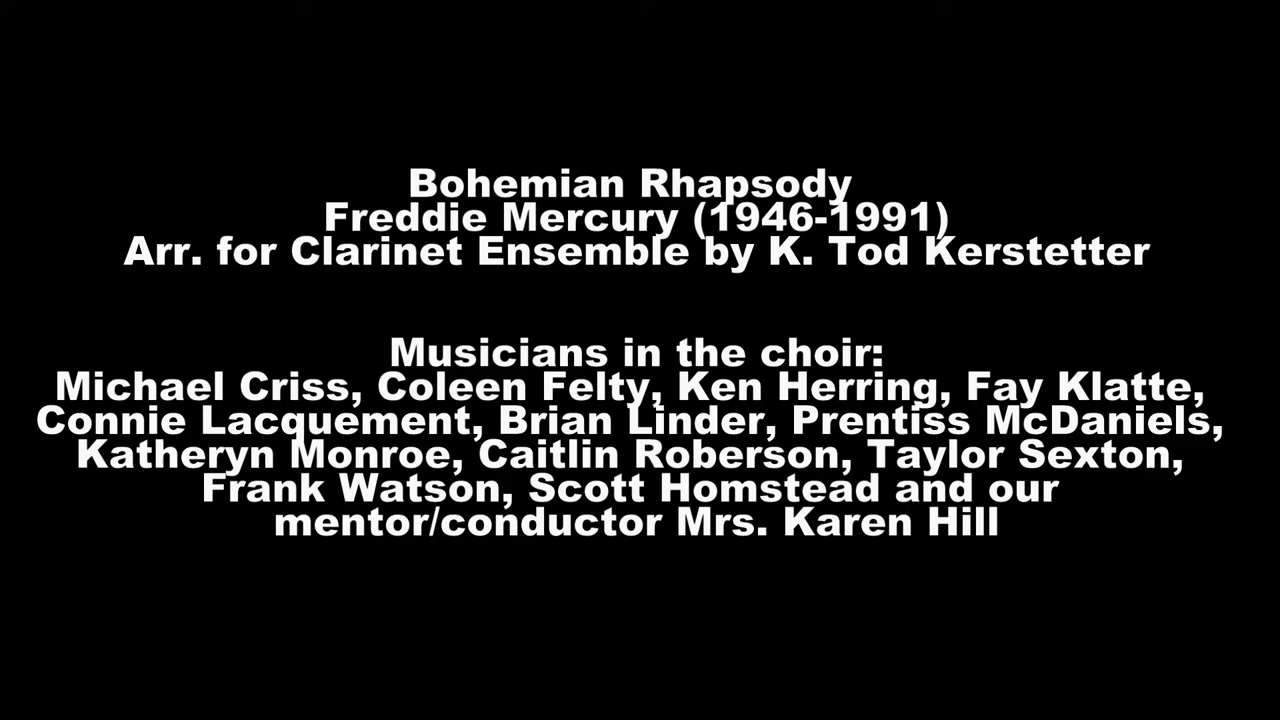 Bohemian Rhapsody
Freddie Mercury (1946-1991)
Arr. for Clarinet Ensemble by K. Tod Kerstetter
Musicians in the choir:
Michael Criss, Coleen Felty, Ken Herring, Fay Klatte,
Connie Lacquement, Brian Linder, Prentiss McDaniels,
Katheryn Monroe, Caitlin Roberson, Taylor Sexton,
Frank Watson, Scott Homstead and our
mentor/conductor Mrs. Karen Hill